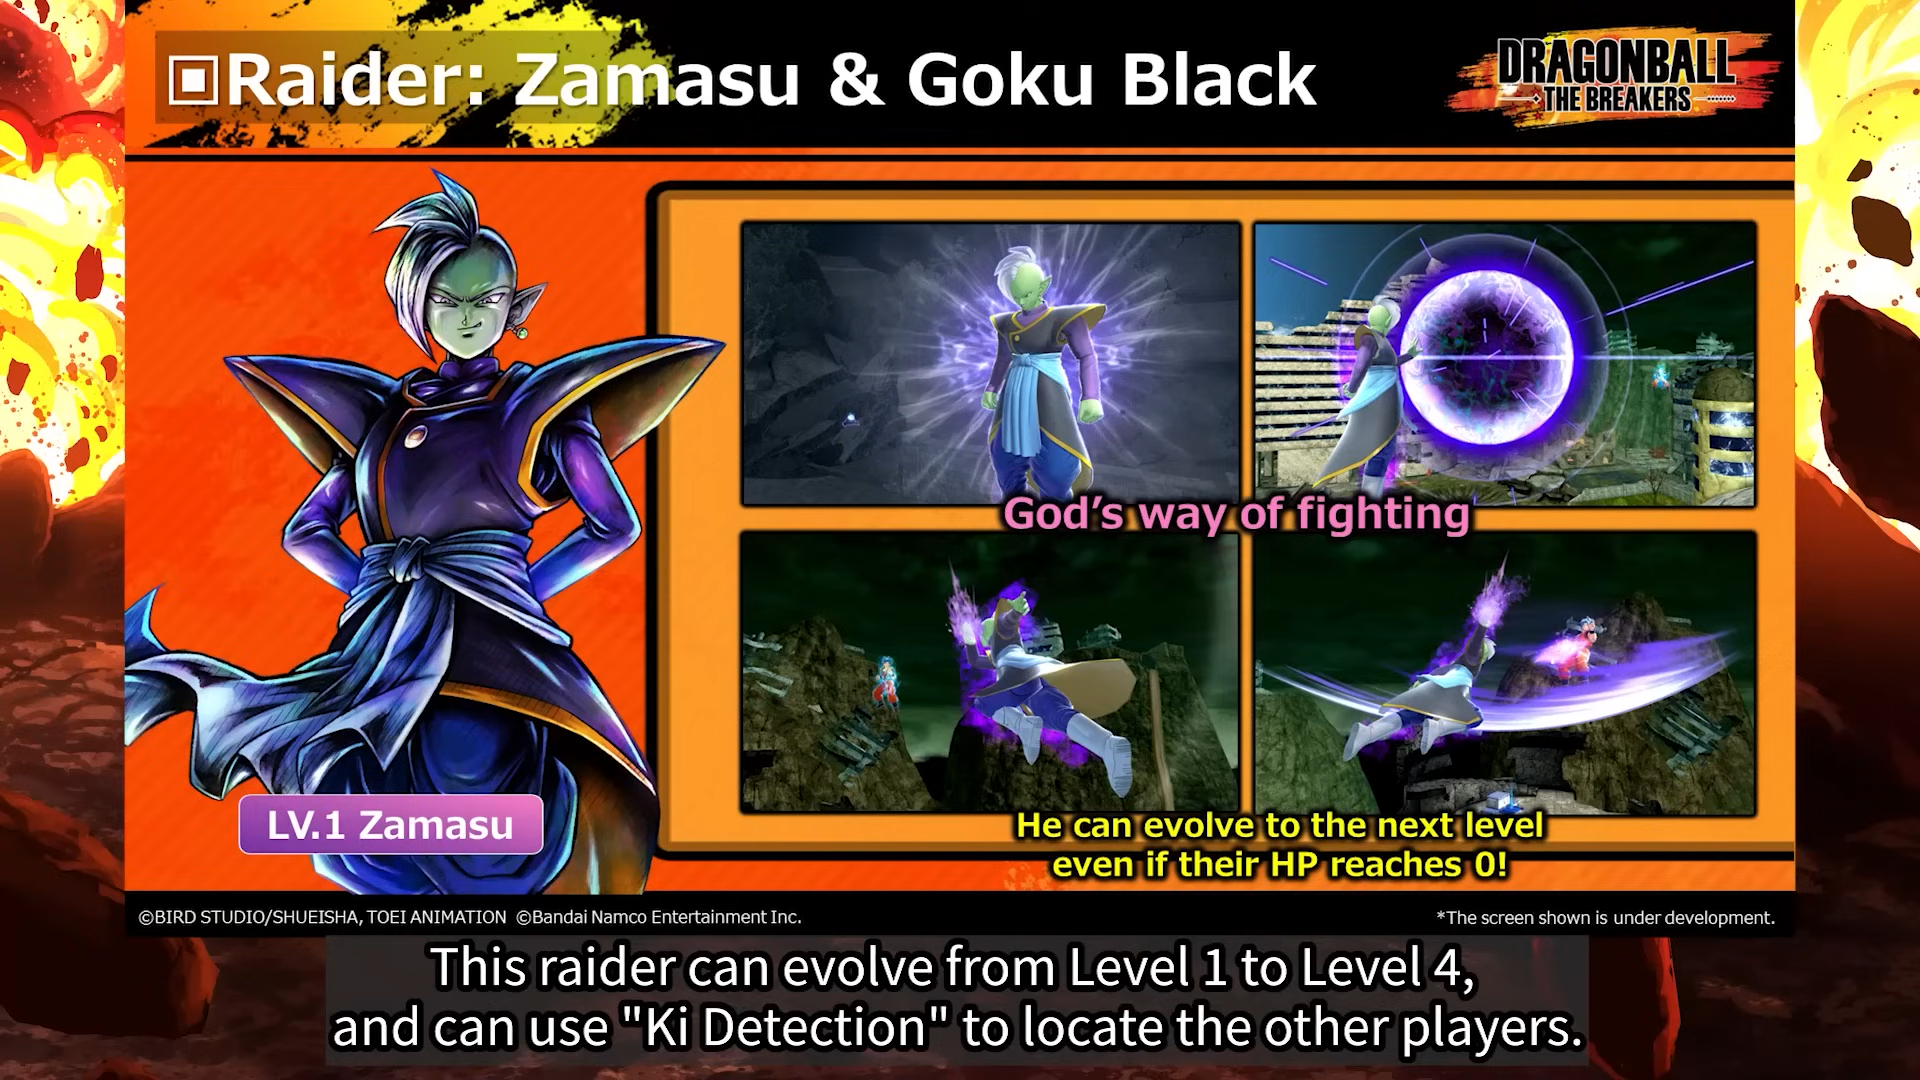 Raider: Zamasu & Goku Black
DRAGONBALL
THE BREAKERS
God's way of fighting
LV.1 Zamasu
He can evolve to the next level
even if their HP reaches 0!
©BIRD STUDIO/SHUEISHA, TOEI ANIMATION ©Bandai Namco Entertainment Inc.
*The screen shown is under development.
This raider can evolve from Level 1 to Level 4,
and can use "Ki Detection" to locate the other players.